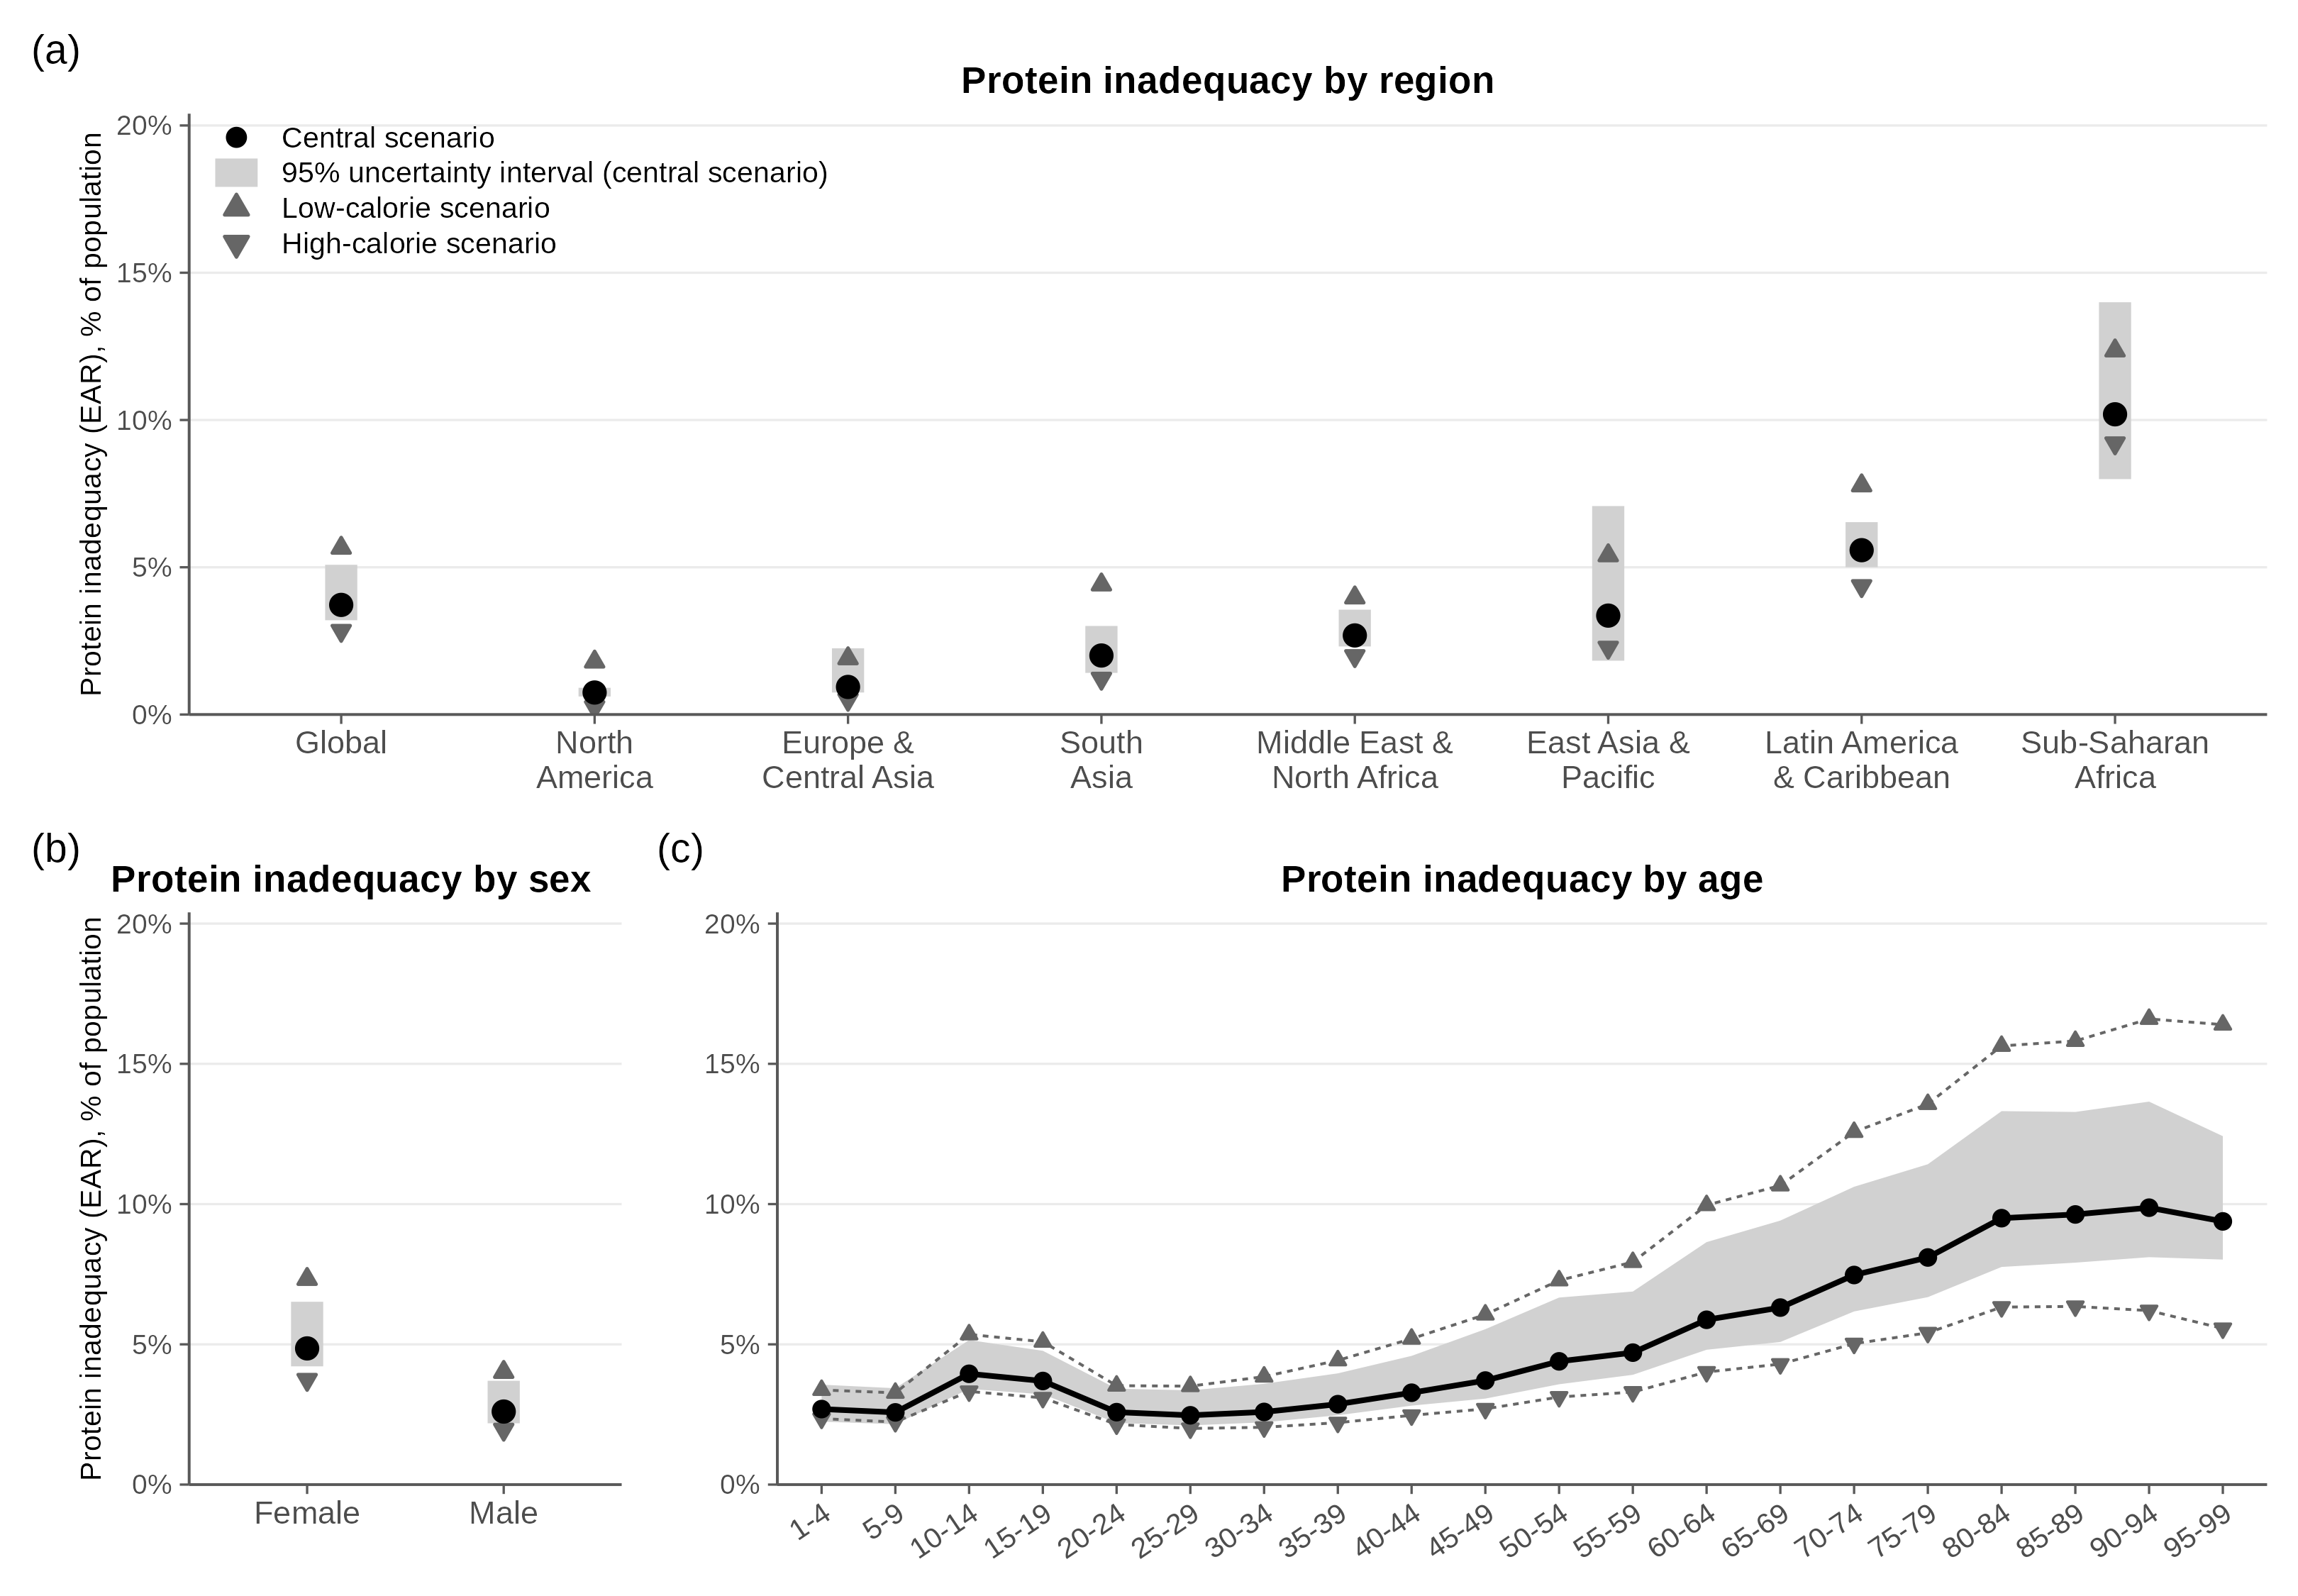 (a)
Protein inadequacy by region
Protein inadequacy (EAR), % of population
20%
15%
10%
5%
0%
Central scenario
95% uncertainty interval (central scenario)
Low-calorie scenario
High-calorie scenario
Global
North
America
Europe &
Central Asia
South
Asia
Middle East &
North Africa
East Asia &
Pacific
Latin America
& Caribbean
Sub-Saharan
Africa
(b)
Protein inadequacy by sex
Protein inadequacy (EAR), % of population
20%
15%
10%
5%
0%
Female
Male
(c)
Protein inadequacy by age
20%
15%
10%
5%
0%
1-4
5-9
10-14
15-19
20-24
25-29
30-34
35-39
40-44
45-49
50-54
55-59
60-64
65-69
70-74
75-79
80-84
85-89
90-94
95-99